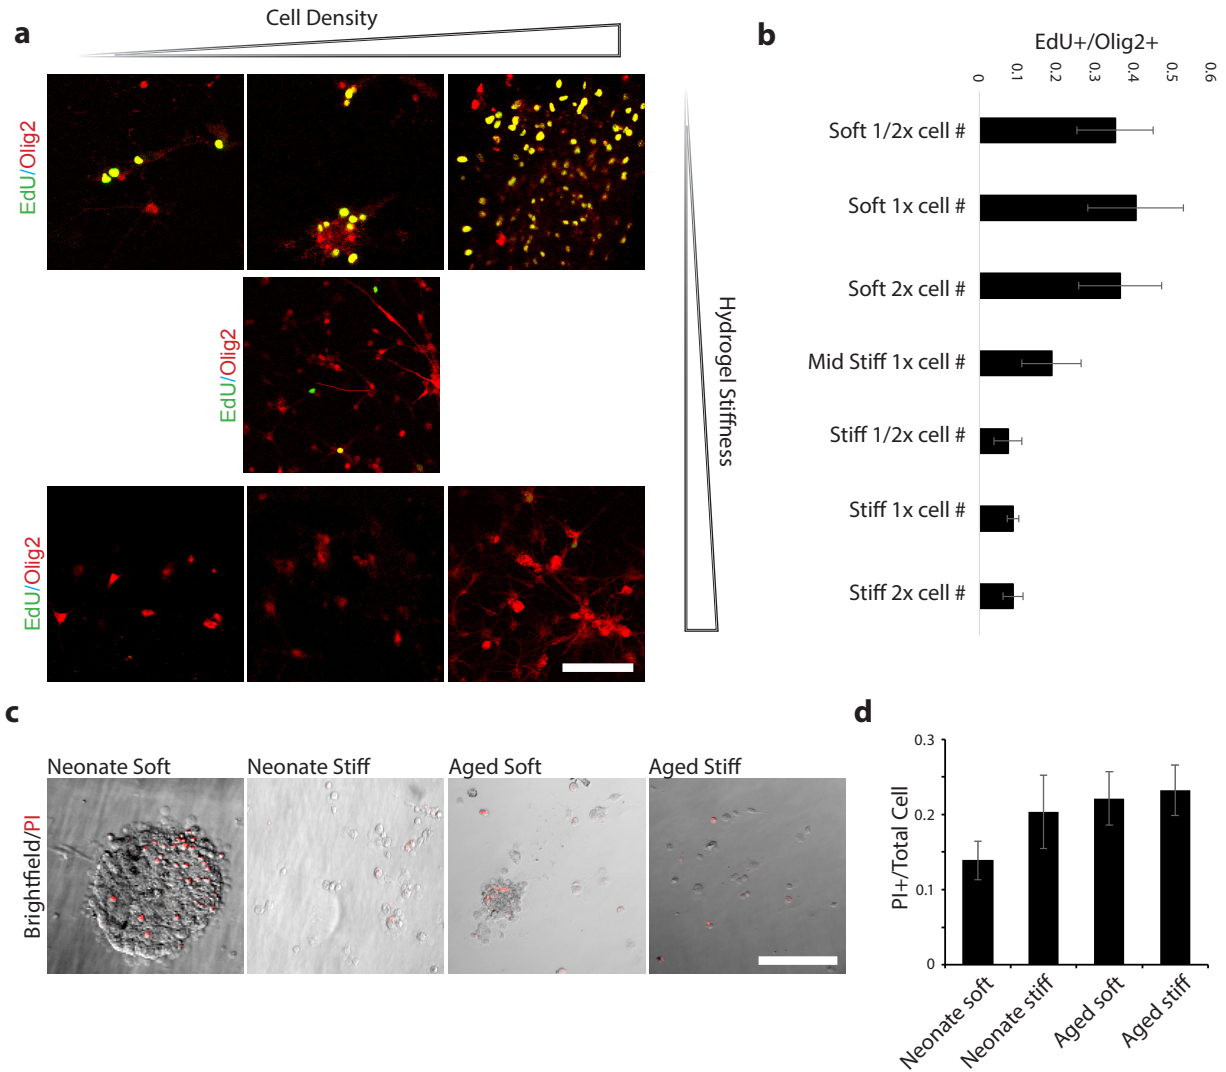 a
Cell Density
EdU/Olig2
EdU/Olig2
EdU/Olig2
Hydrogel Stiffness
b
EdU+/Olig2+
0 0.1 0.2 0.3 0.4 0.5 0.6
Soft 1/2x cell #
Soft 1x cell #
Soft 2x cell #
Mid Stiff 1x cell #
Stiff 1/2x cell #
Stiff 1x cell #
Stiff 2x cell #
c
Neonate Soft
Neonate Stiff
Aged Soft
Aged Stiff
Brightfield/PI
d
PI+/Total Cell
0.3
0.2
0.1
0
Neonate soft
Neonate stiff
Aged soft
Aged stiff